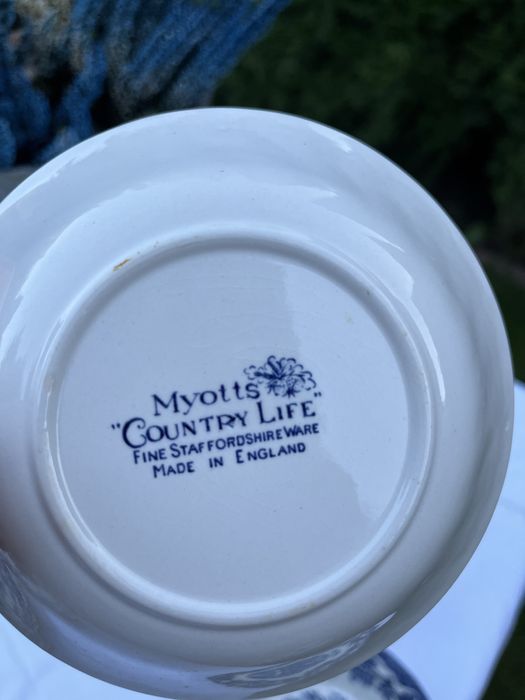 Myotts
"COUNTRY LIFE"
FINE STAFFORDSHIRE WARE
MADE IN ENGLAND